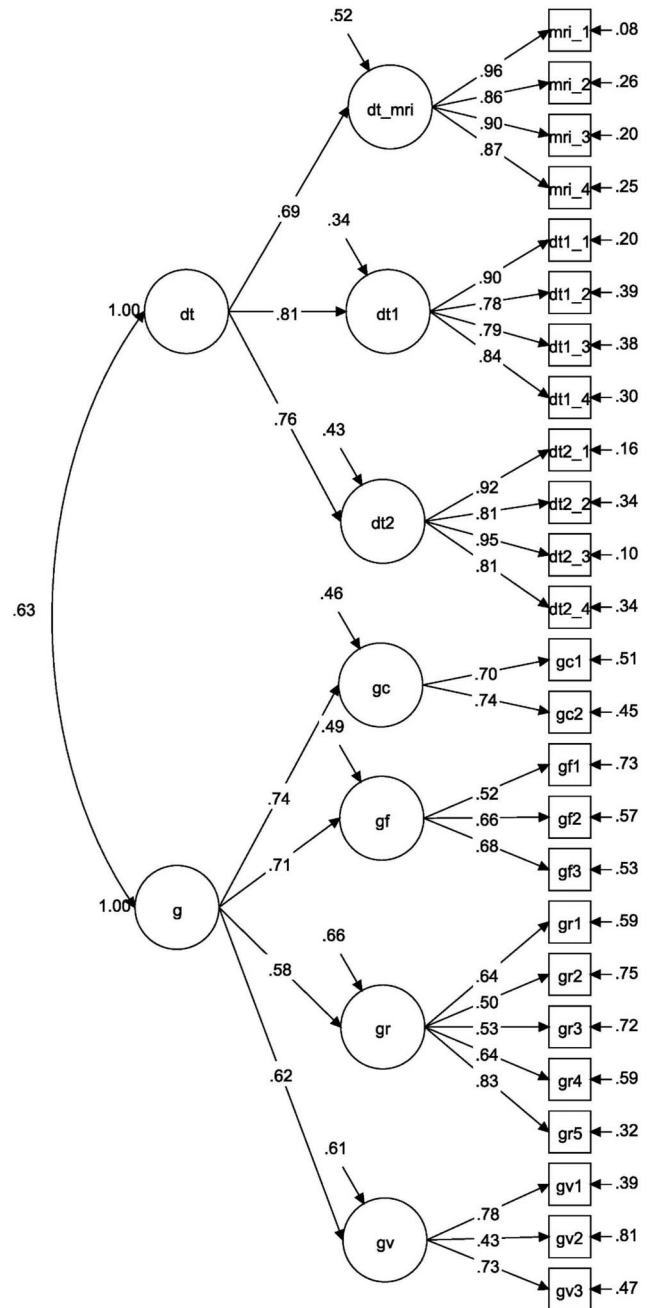 .52
mri_1
.08
.96
mri_2
.26
.86
dt_mri
.90
mri_3
.20
.87
mri_4
.25
.69
.34
dt1_1
.20
.90
dt1_2
.39
.78
1.00
dt
.81
dt1
.79
dt1_3
.38
.84
dt1_4
.30
.76
.43
dt2_1
.16
.92
dt2_2
.34
.81
dt2
.95
dt2_3
.10
.81
dt2_4
.34
.63
.46
gc1
.51
.70
gc
.74
gc2
.45
.49
gf1
.73
.74
.52
gf
.66
gf2
.57
.71
.68
gf3
.53
1.00
g
.66
gr1
.59
.58
.64
gr2
.75
.50
gr
.53
gr3
.72
.62
.64
gr4
.59
.83
gr5
.32
.61
gv1
.39
.78
gv
.43
gv2
.81
.73
gv3
.47